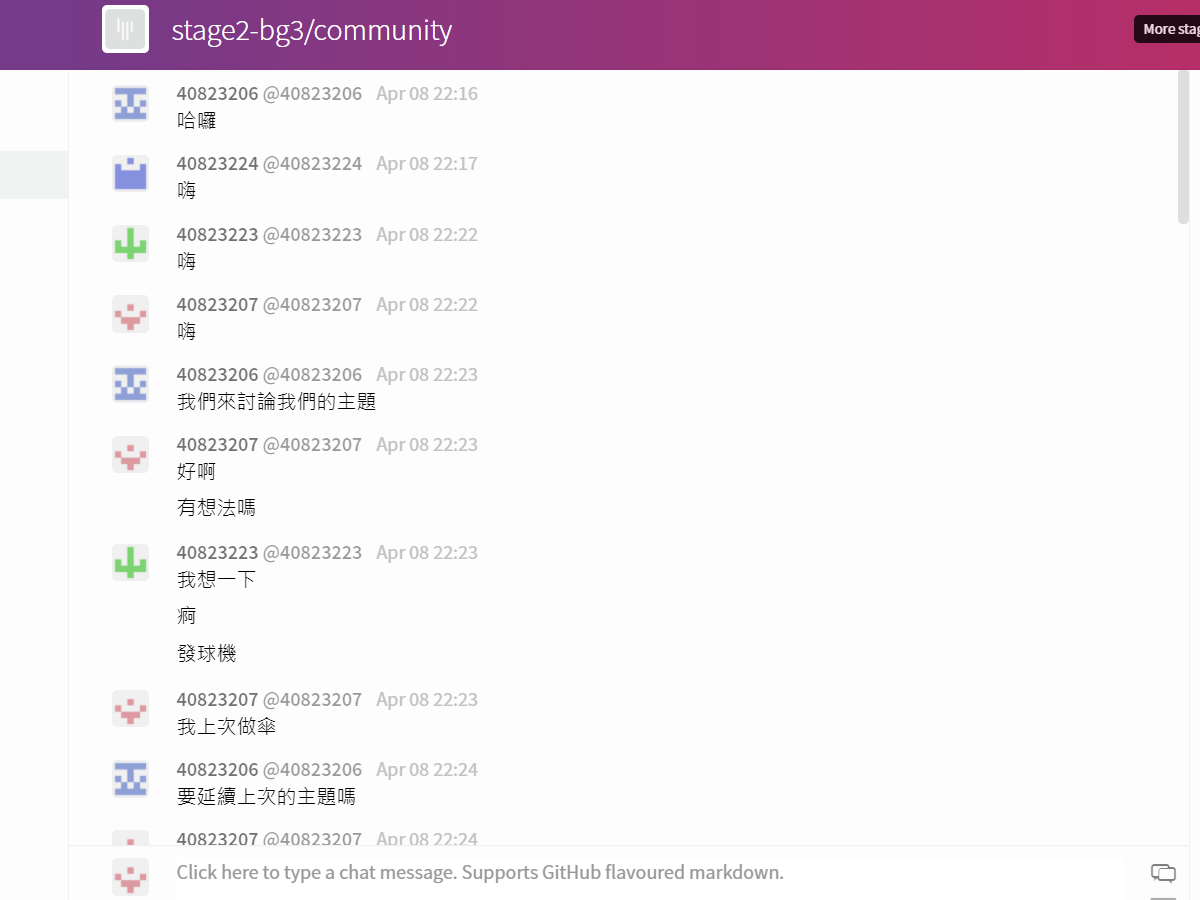 stage2-bg3/community
More stag
40823206 @40823206 Apr 08 22:16
哈囉
40823224 @40823224 Apr 08 22:17
嗨
40823223 @40823223 Apr 08 22:22
嗨
40823207 @40823207 Apr 08 22:22
嗨
40823206 @40823206 Apr 08 22:23
我們來討論我們的主題
40823207 @40823207 Apr 08 22:23
好啊
有想法嗎
40823223 @40823223 Apr 08 22:23
我想一下
痾
發球機
40823207 @40823207 Apr 08 22:23
我上次做傘
40823206 @40823206 Apr 08 22:24
要延續上次的主題嗎
40823207 @40823207 Apr 08 22:24
Click here to type a chat message. Supports GitHub flavoured markdown.